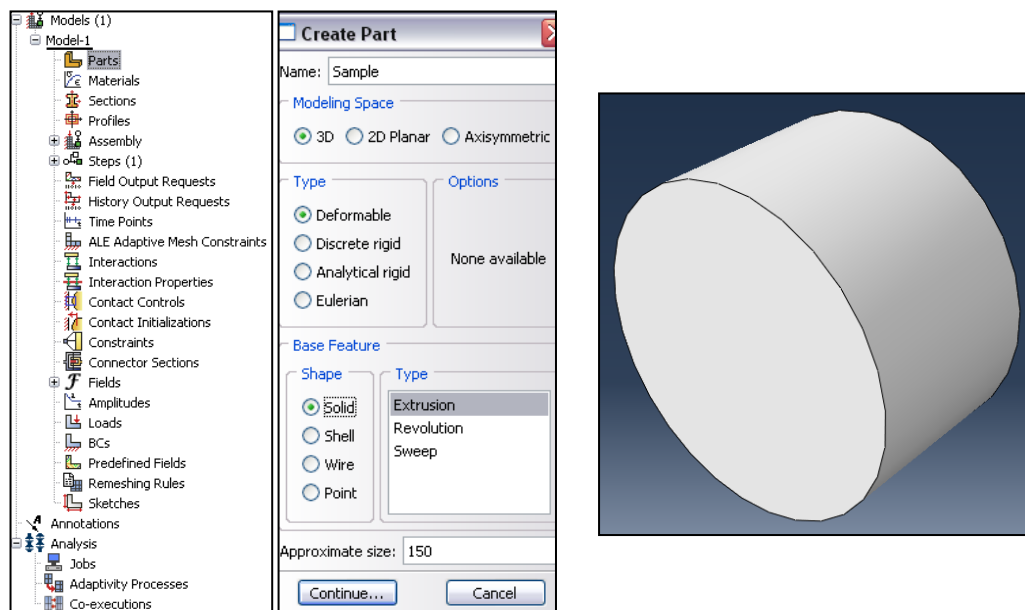 Models (1)
Model-1
Parts
Materials
Sections
Profiles
Assembly
Steps (1)
Field Output Requests
History Output Requests
Time Points
ALE Adaptive Mesh Constraints
Interactions
Interaction Properties
Contact Controls
Contact Initializations
Constraints
Connector Sections
Fields
Amplitudes
Loads
BCs
Predefined Fields
Remeshing Rules
Sketches
Annotations
Analysis
Jobs
Adaptivity Processes
Co-executions
Create Part
Name: Sample
Modeling Space
3D 2D Planar Axisymmetric
Type
Deformable
Discrete rigid
Analytical rigid
Eulerian
Options
None available
Base Feature
Shape
Solid
Shell
Wire
Point
Type
Extrusion
Revolution
Sweep
Approximate size: 150
Continue... Cancel